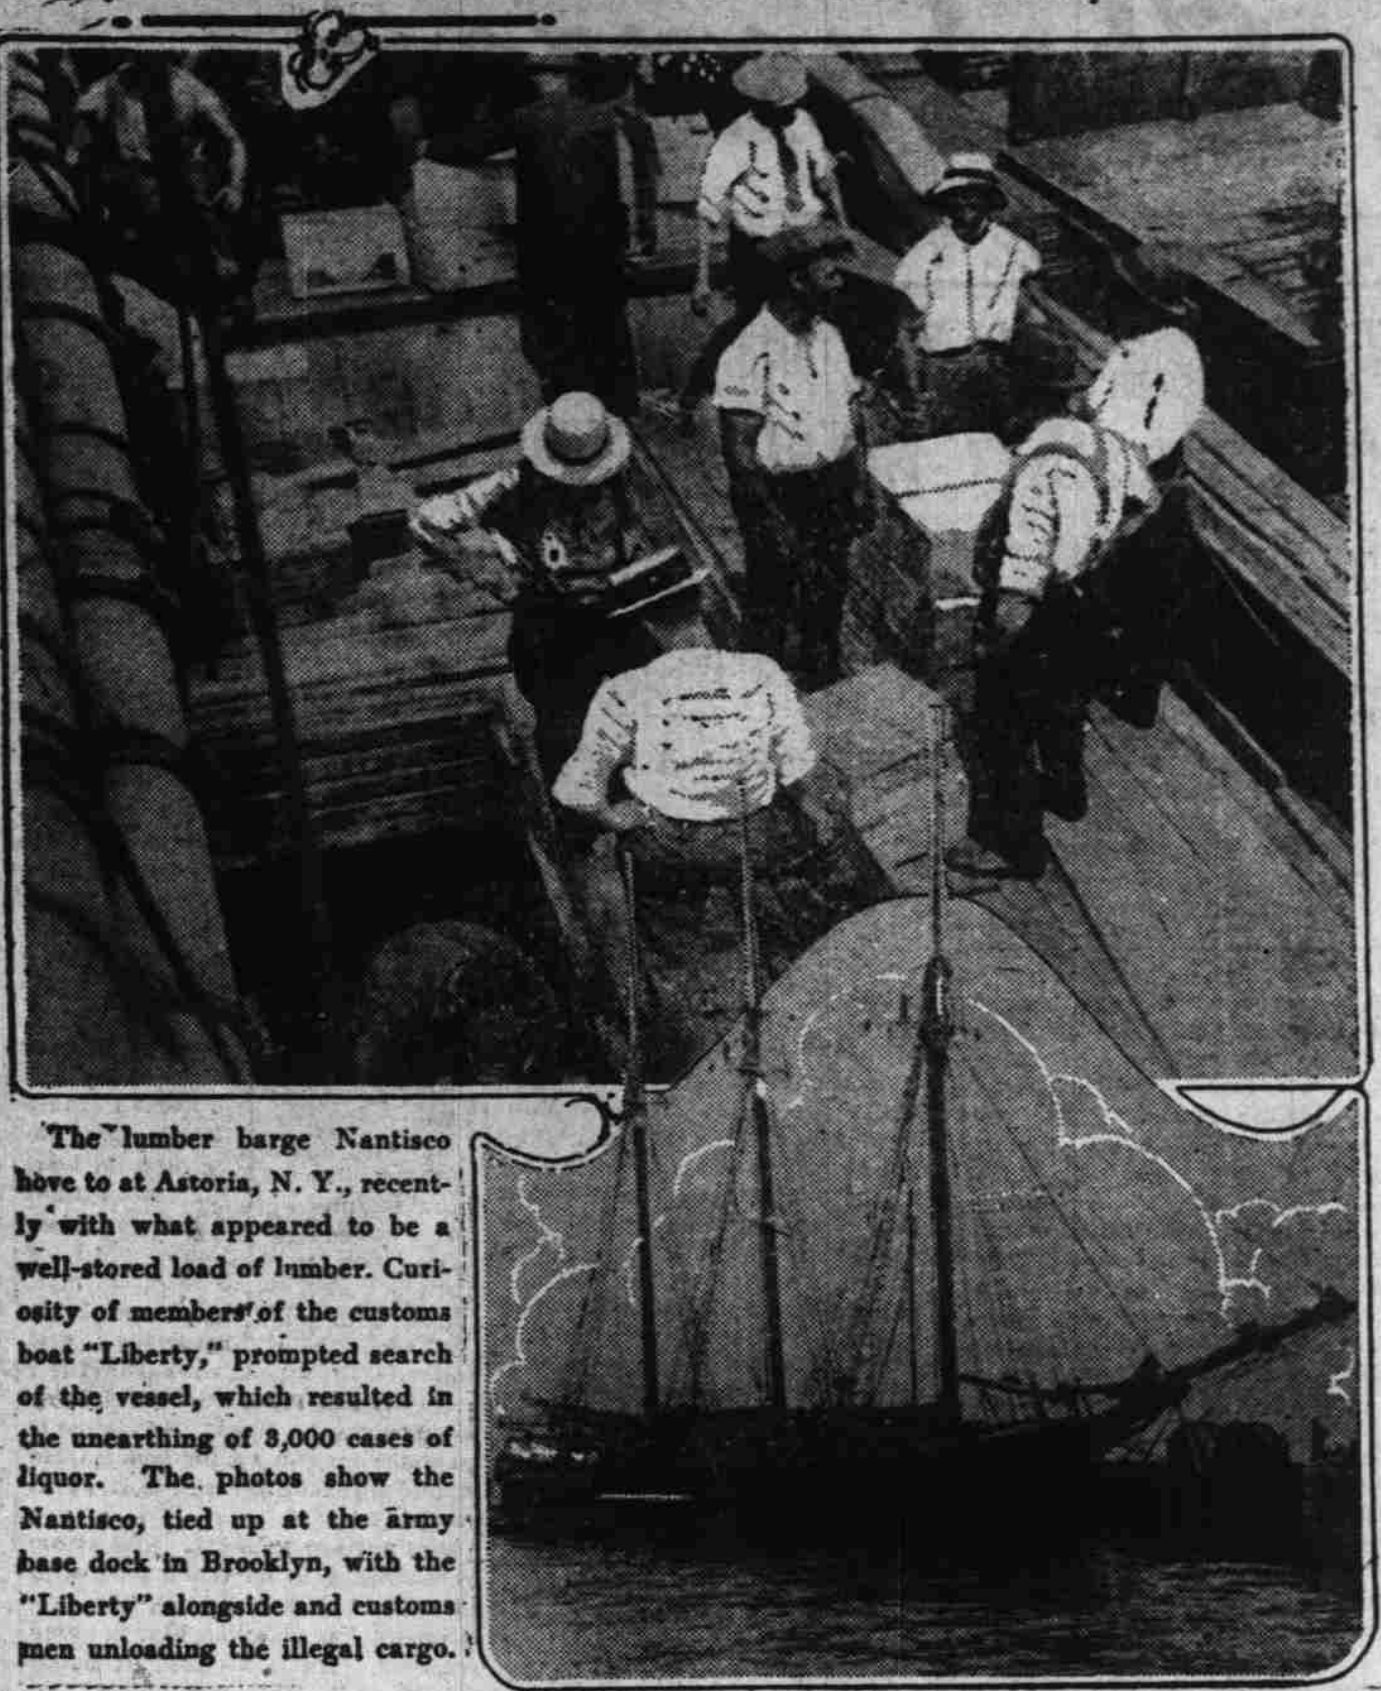 The lumber barge Nantisco
hove to at Astoria, N. Y., recent-
ly with what appeared to be a
well-stored load of lumber. Curi-
osity of members of the customs
boat "Liberty," prompted search
of the vessel, which resulted in
the unearthing of 3,000 cases of
liquor. The photos show the
Nantisco, tied up at the army
base dock in Brooklyn, with the
"Liberty" alongside and customs
men unloading the illegal cargo.